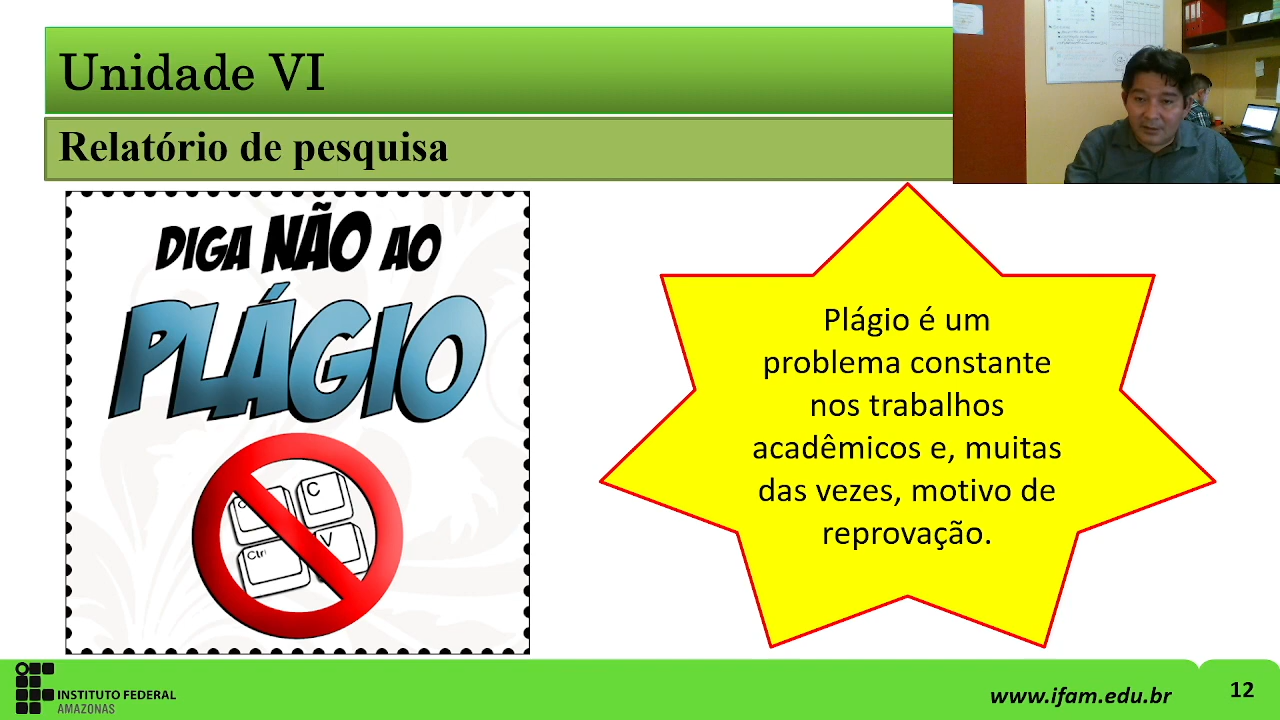 Unidade VI
Relatório de pesquisa
DIGA NÃO AO
PLÁGIO
C
Ctrl
V
Plágio é um
problema constante
nos trabalhos
acadêmicos e, muitas
das vezes, motivo de
reprovação.
INSTITUTO FEDERAL
AMAZONAS
www.ifam.edu.br
12